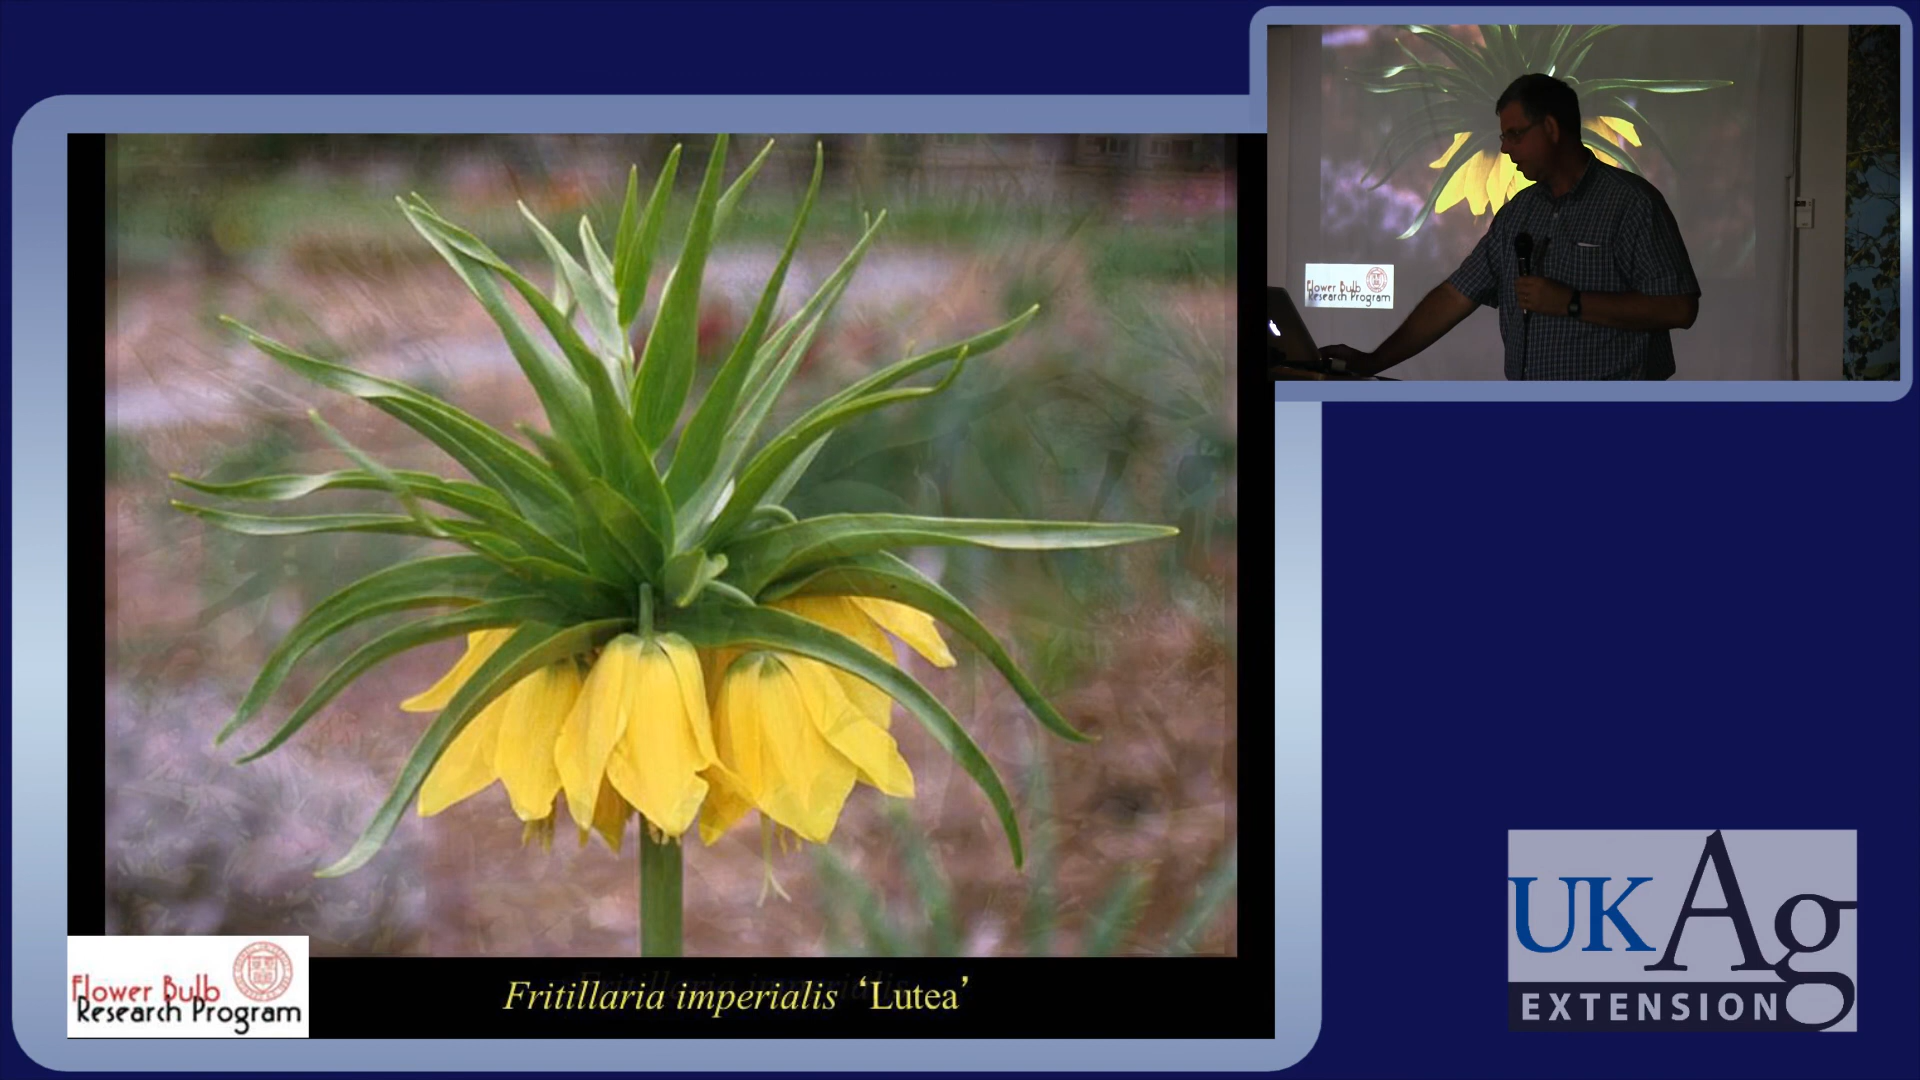 Flower Bulb
Research Program
Flower Bulb
Research Program
Fritillaria imperialis ‘Lutea’
UKAg
EXTENSION